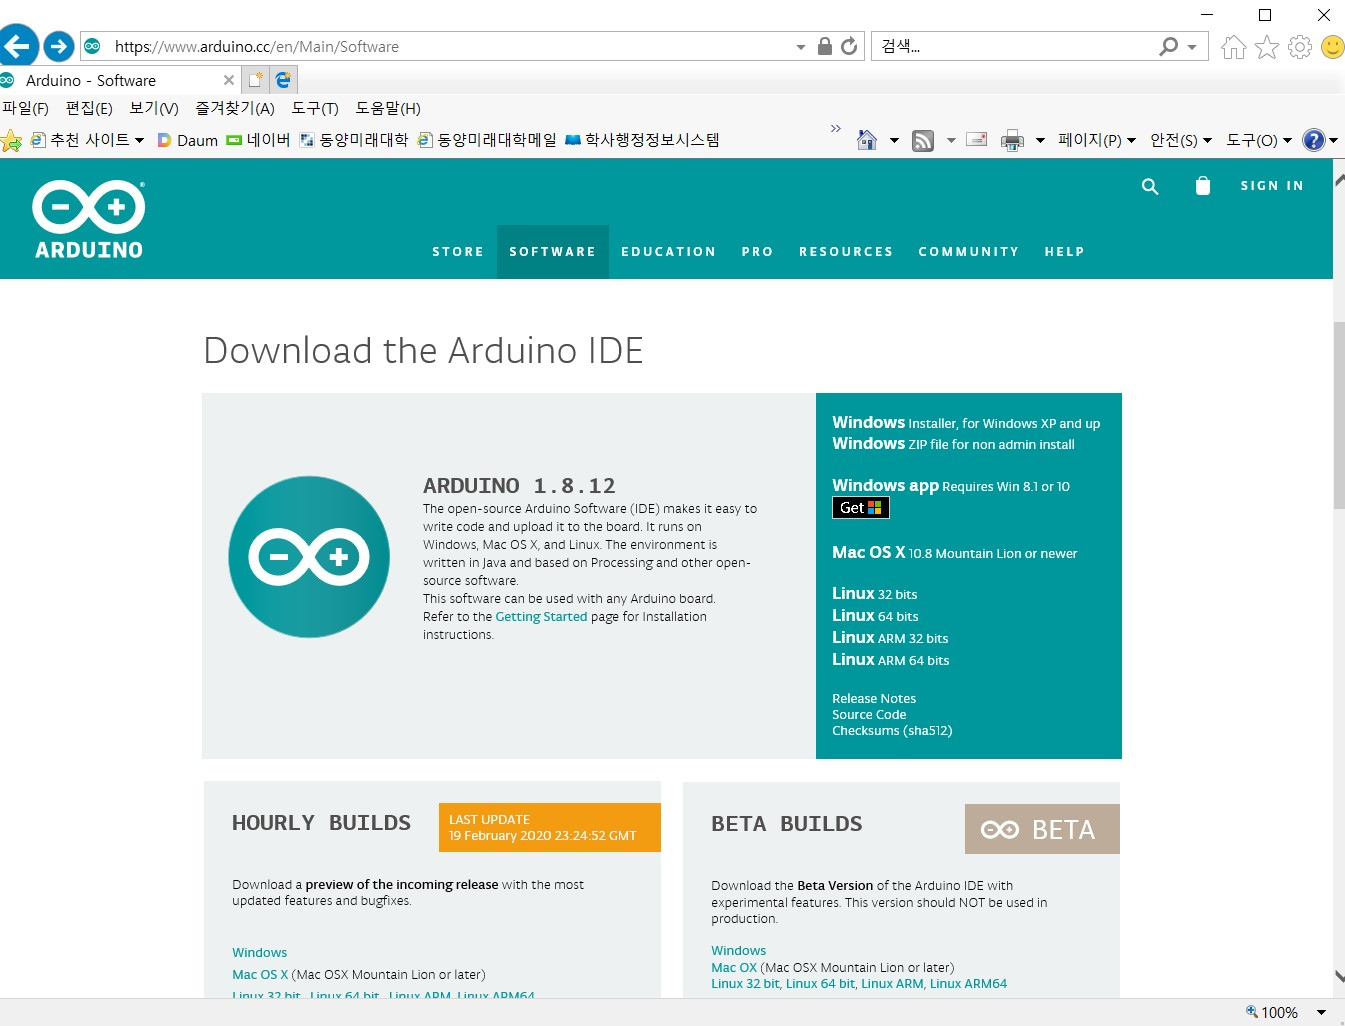 https://www.arduino.cc/en/Main/Software
검색...
Arduino - Software
파일(F) 편집(E) 보기(V) 즐겨찾기(A) 도구(T) 도움말(H)
추천 사이트 Daum 네이버 동양미래대학 동양미래대학메일 학사행정정보시스템 » 페이지(P) 안전(S) 도구(O)
SIGN IN
ARDUINO
STORE SOFTWARE EDUCATION PRO RESOURCES COMMUNITY HELP
Download the Arduino IDE
ARDUINO 1.8.12
The open-source Arduino Software (IDE) makes it easy to
write code and upload it to the board. It runs on
Windows, Mac OS X, and Linux. The environment is
written in Java and based on Processing and other open-
source software.
This software can be used with any Arduino board.
Refer to the Getting Started page for Installation
instructions.
Windows Installer, for Windows XP and up
Windows ZIP file for non admin install
Windows app Requires Win 8.1 or 10
Get
Mac OS X 10.8 Mountain Lion or newer
Linux 32 bits
Linux 64 bits
Linux ARM 32 bits
Linux ARM 64 bits
Release Notes
Source Code
Checksums (sha512)
HOURLY BUILDS
LAST UPDATE
19 February 2020 23:24:52 GMT
Download a preview of the incoming release with the most
updated features and bugfixes.
Windows
Mac OS X (Mac OSX Mountain Lion or later)
Linux 32 bit, Linux 64 bit, Linux ARM, Linux ARM64
BETA BUILDS
BETA
Download the Beta Version of the Arduino IDE with
experimental features. This version should NOT be used in
production.
Windows
Mac OX (Mac OSX Mountain Lion or later)
Linux 32 bit, Linux 64 bit, Linux ARM, Linux ARM64
100%